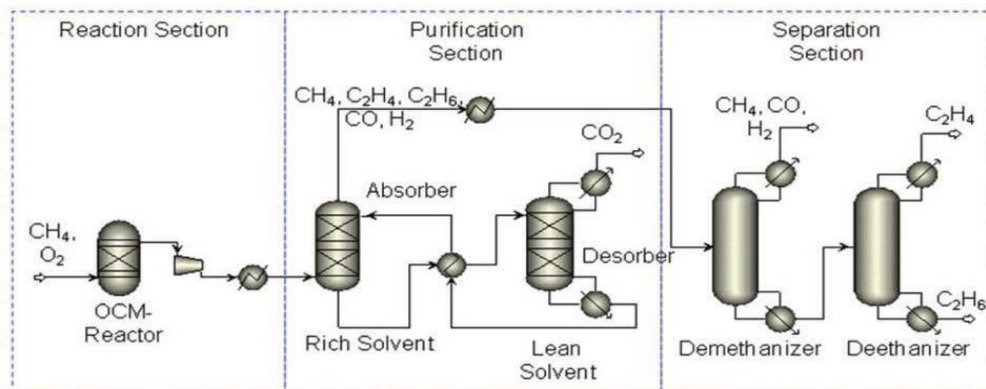 Reaction Section
Purification
Section
Separation
Section
CH4, C2H4, C2H6,
CO, H2
CO2
CH4, CO,
H2
C2H4
Absorber
CH4,
O2
Desorber
OCM-
Reactor
Rich Solvent
Lean
Solvent
C2H6
Demethanizer
Deethanizer